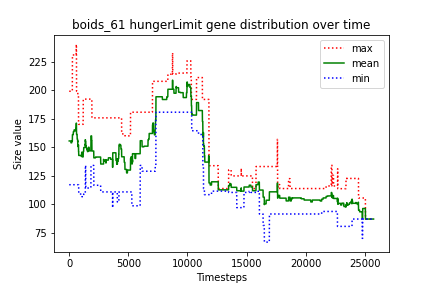 boids_61 hungerLimit gene distribution over time
max
mean
min
225
200
175
150
125
100
75
Size value
0 5000 10000 15000 20000 25000
Timesteps